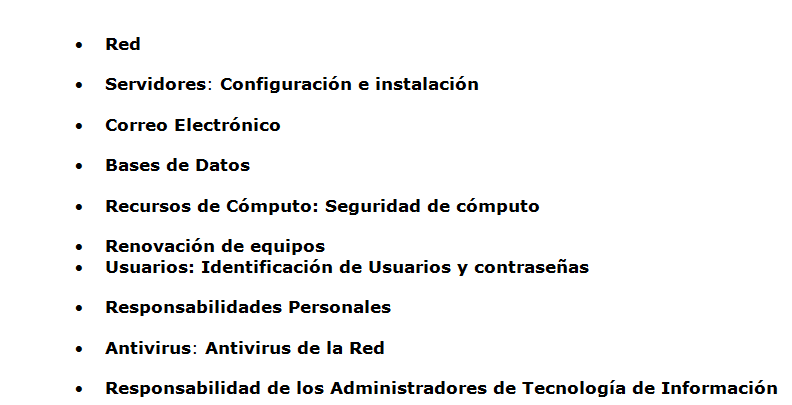 • Red
• Servidores: Configuración e instalación
• Correo Electrónico
• Bases de Datos
• Recursos de Cómputo: Seguridad de cómputo
• Renovación de equipos
• Usuarios: Identificación de Usuarios y contraseñas
• Responsabilidades Personales
• Antivirus: Antivirus de la Red
• Responsabilidad de los Administradores de Tecnología de Información